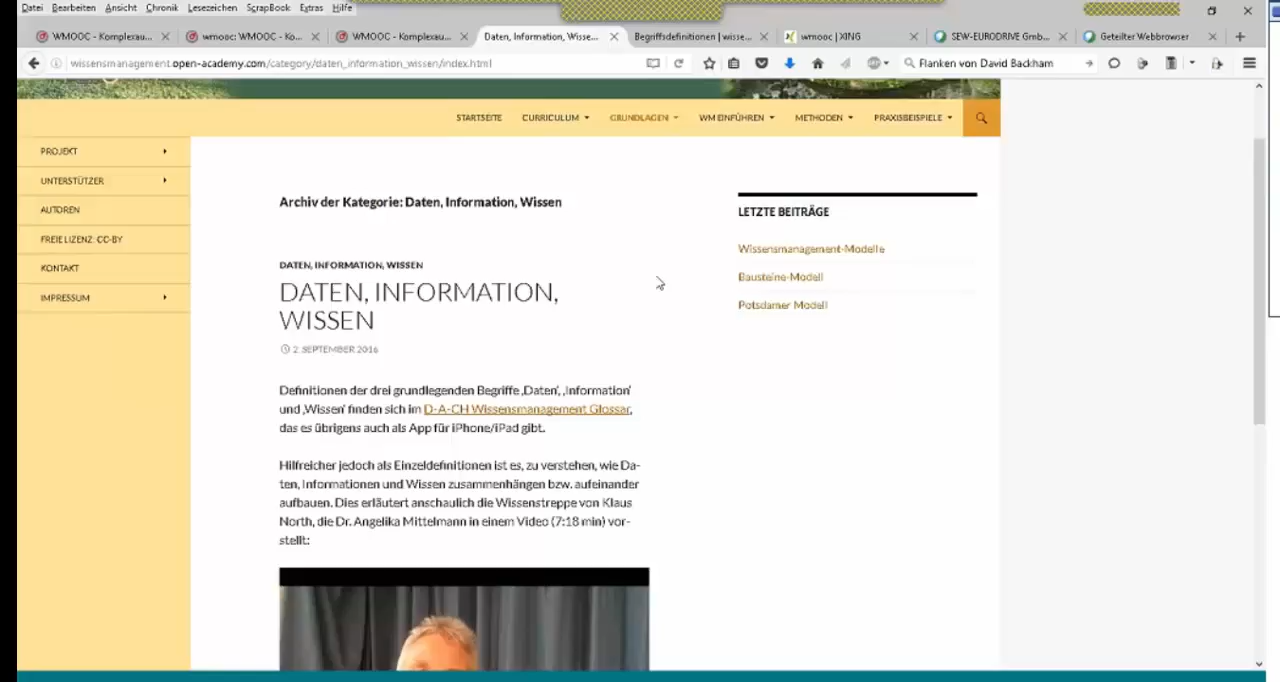 Datei Bearbeiten Ansicht Chronik Lesezeichen ScrapBook Extras Hilfe
WMOOC - Komplexau... wmooc: WMOOC - Ko... WMOOC - Komplexau... Daten, Information, Wisse... Begriffsdefinitionen | wisse... wmooc | XING SEW-EURODRIVE Gmb... Geteilter Webbrowser
wissensmanagement.open-academy.com/category/daten_information_wissen/index.html
Flanken von David Backham
STARTSEITE CURRICULUM GRUNDLAGEN WM EINFÜHREN METHODEN PRAXISBEISPIELE
PROJEKT
UNTERSTÜTZER
AUTOREN
FREIE LIZENZ: CC-BY
KONTAKT
IMPRESSUM
Archiv der Kategorie: Daten, Information, Wissen
DATEN, INFORMATION, WISSEN
DATEN, INFORMATION,
WISSEN
2. SEPTEMBER 2016
Definitionen der drei grundlegenden Begriffe ‚Daten', ‚Information'
und ‚Wissen' finden sich im D-A-CH Wissensmanagement Glossar,
das es übrigens auch als App für iPhone/iPad gibt.
Hilfreicher jedoch als Einzeldefinitionen ist es, zu verstehen, wie Da-
ten, Informationen und Wissen zusammenhängen bzw. aufeinander
aufbauen. Dies erläutert anschaulich die Wissenstreppe von Klaus
North, die Dr. Angelika Mittelmann in einem Video (7:18 min) vor-
stellt:
LETZTE BEITRÄGE
Wissensmanagement-Modelle
Bausteine-Modell
Potsdamer Modell